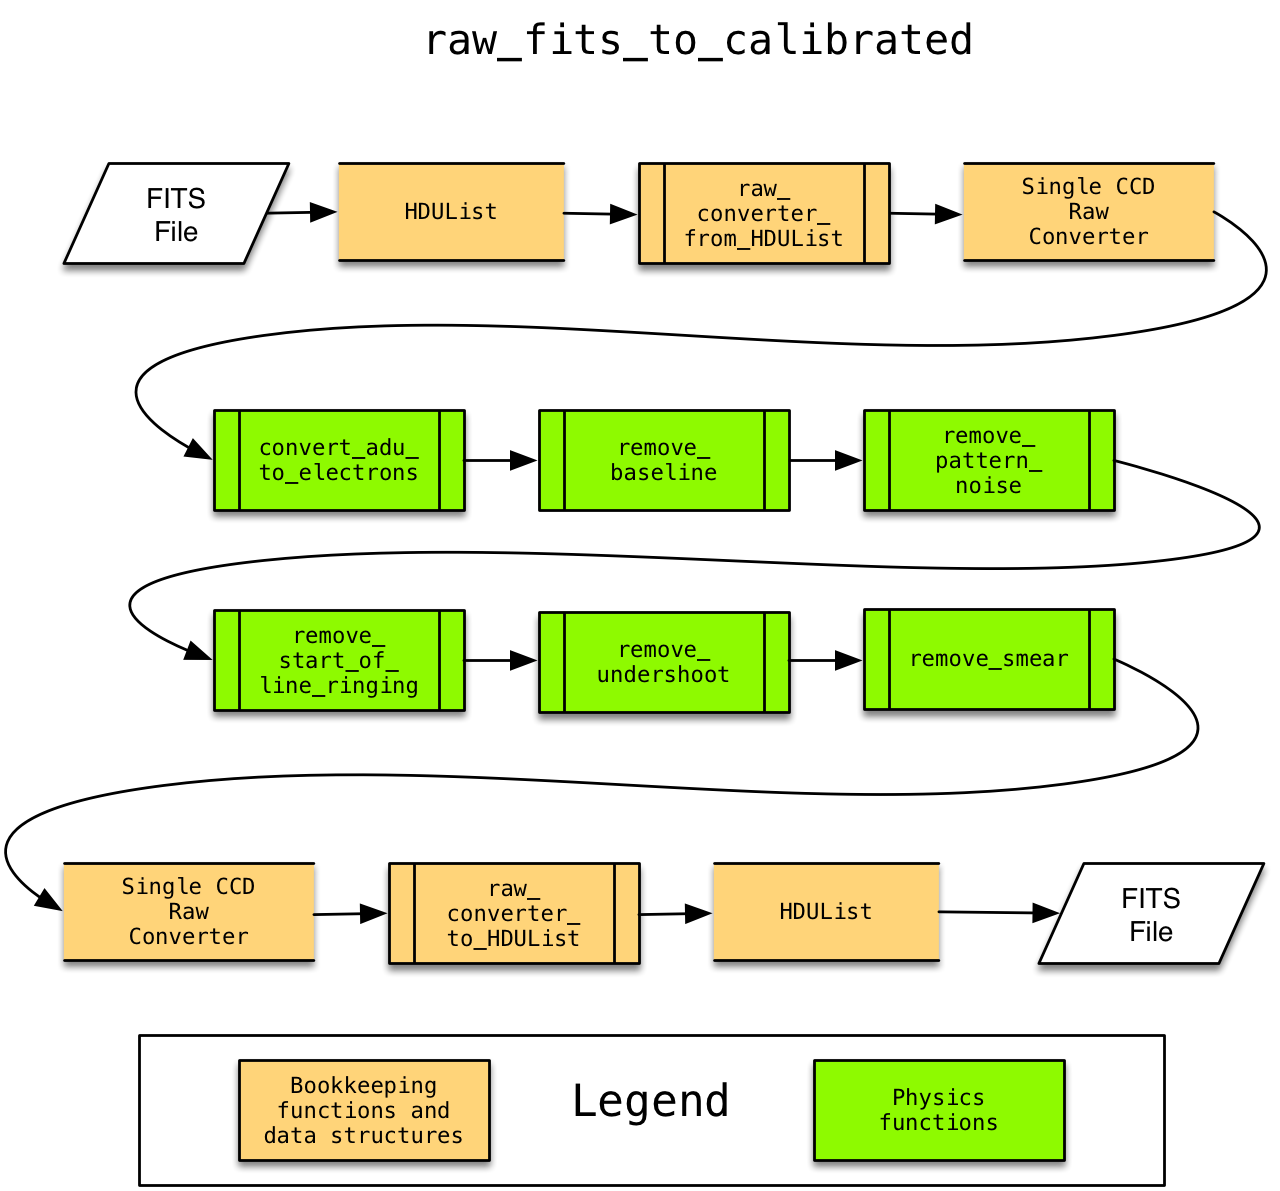 raw_fits_to_calibrated
FITS
File
HDUList
raw_
converter_
from_HDUList
Single CCD
Raw
Converter
convert_adu_
to_electrons
remove_
baseline
remove_
pattern_
noise
remove_
start_of_
line_ringing
remove_
undershoot
remove_smear
Single CCD
Raw
Converter
raw_
converter_
to_HDUList
HDUList
FITS
File
Bookkeeping
functions and
data structures
Legend
Physics
functions